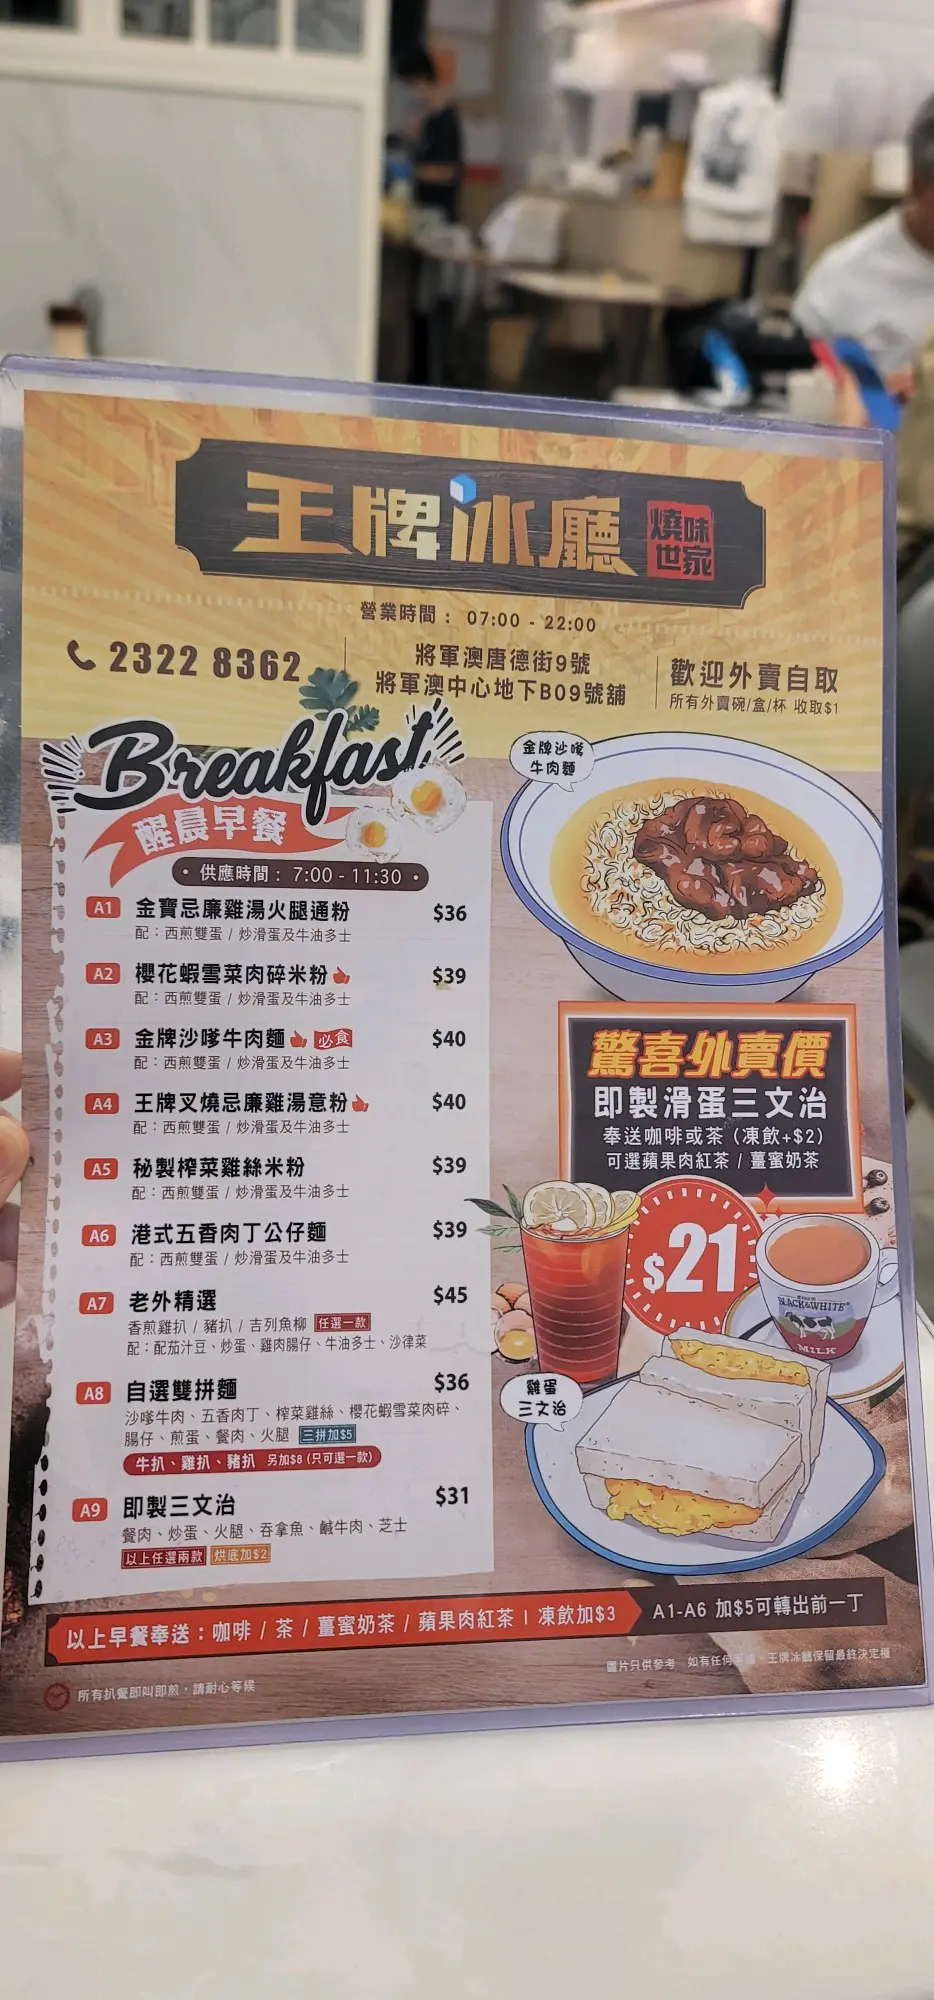 王牌冰廳 燒味世家
營業時間： 07:00 - 22:00
2322 8362
將軍澳唐德街9號
將軍澳中心地下B09號舖
歡迎外賣自取
所有外賣碗/盒/杯 收取$1
Breakfast
醒晨早餐
• 供應時間： 7:00 - 11:30 •
A1 金寶忌廉雞湯火腿通粉 $36
配：西煎雙蛋 / 炒滑蛋及牛油多士
A2 櫻花蝦雪菜肉碎米粉 $39
配：西煎雙蛋 / 炒滑蛋及牛油多士
A3 金牌沙嗲牛肉麵 必食 $40
配：西煎雙蛋 / 炒滑蛋及牛油多士
A4 王牌叉燒忌廉雞湯意粉 $40
配：西煎雙蛋 / 炒滑蛋及牛油多士
A5 秘製榨菜雞絲米粉 $39
配：西煎雙蛋 / 炒滑蛋及牛油多士
A6 港式五香肉丁公仔麵 $39
配：西煎雙蛋 / 炒滑蛋及牛油多士
A7 老外精選 $45
香煎雞扒 / 豬扒 / 吉列魚柳 任選一款
配：配茄汁豆、炒蛋、雞肉腸仔、牛油多士、沙律菜
A8 自選雙拼麵 $36
沙嗲牛肉、五香肉丁、榨菜雞絲、櫻花蝦雪菜肉碎、
腸仔、煎蛋、餐肉、火腿 三拼加$5
牛扒、雞扒、豬扒 另加$8 (只可選一款)
A9 即製三文治 $31
餐肉、炒蛋、火腿、吞拿魚、鹹牛肉、芝士
以上任選兩款 烘底加$2
金牌沙嗲
牛肉麵
驚喜外賣價
即製滑蛋三文治
奉送咖啡或茶（凍飲+$2）
可選蘋果肉紅茶 / 薑蜜奶茶
$21
BLACK&WHITE
MILK
雞蛋
三文治
以上早餐奉送：咖啡 / 茶 / 薑蜜奶茶 / 蘋果肉紅茶 | 凍飲加$3
A1-A6 加$5可轉出前一丁
圖片只供參考 如有任何 王牌冰廳保留最終決定權
所有扒餐即叫即煎，請耐心等候